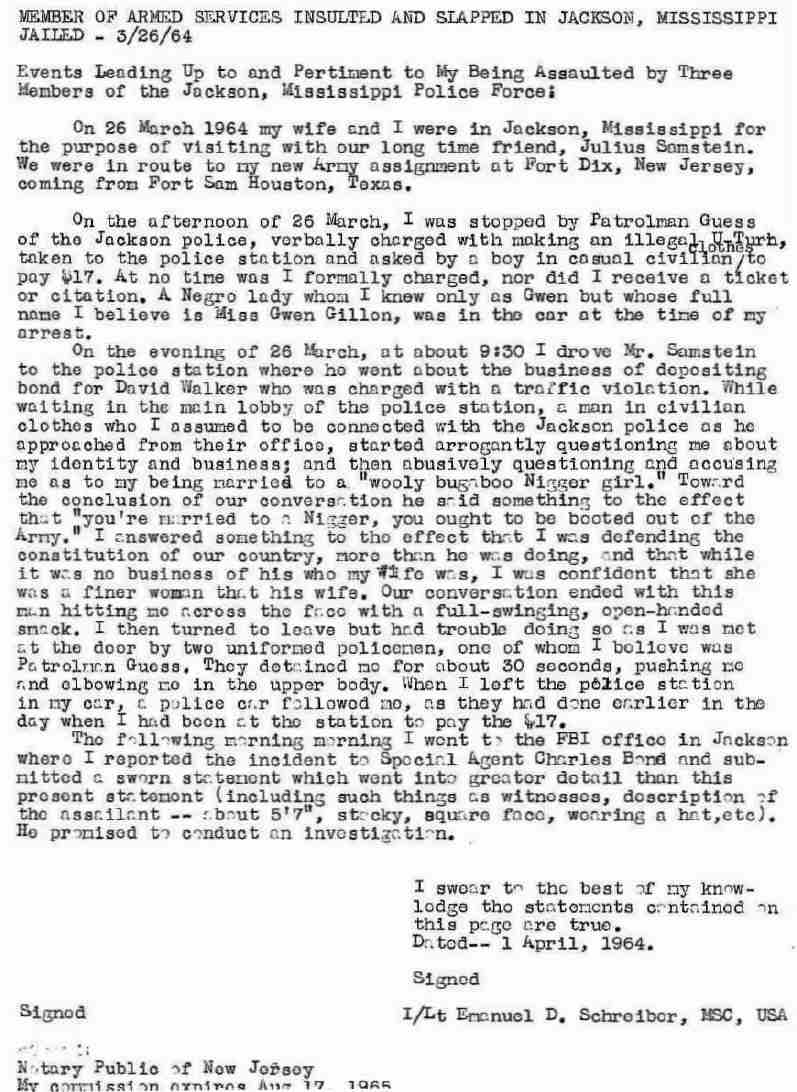 MEMBER OF ARMED SERVICES INSULTED AND SLAPPED IN JACKSON, MISSISSIPPI
JAILED - 3/26/64
Events Leading Up to and Pertiment to My Being Assaulted by Three
Members of the Jackson, Mississippi Police Force:
On 26 March 1964 my wife and I were in Jackson, Mississippi for
the purpose of visiting with our long time friend, Julius Samstein.
We were in route to my new Army assignment at Fort Dix, New Jersey,
coming from Fort Sam Houston, Texas.
On the afternoon of 26 March, I was stopped by Patrolman Guess
of the Jackson police, verbally charged with making an illegal U-Turn,
clothes
taken to the police station and asked by a boy in casual civilian/to
pay $17. At no time was I formally charged, nor did I receive a ticket
or citation. A Negro lady whom I knew only as Gwen but whose full
name I believe is Miss Gwen Gillon, was in the car at the time of my
arrest.
On the evening of 26 March, at about 9:30 I drove Mr. Samstein
to the police station where he went about the business of depositing
bond for David Walker who was charged with a traffic violation. While
waiting in the main lobby of the police station, a man in civilian
clothes who I assumed to be connected with the Jackson police as he
approached from their office, started arrogantly questioning me about
my identity and business; and then abusively questioning and accusing
me as to my being married to a "wooly bugaboo Nigger girl." Toward
the conclusion of our conversation he said something to the effect
that "you're married to a Nigger, you ought to be booted out of the
Army." I answered something to the effect that I was defending the
constitution of our country, more than he was doing, and that while
it was no business of his who my wife was, I was confident that she
was a finer woman that his wife. Our conversation ended with this
man hitting me across the face with a full-swinging, open-handed
smack. I then turned to leave but had trouble doing so as I was met
at the door by two uniformed policemen, one of whom I believe was
Patrolman Guess. They detained me for about 30 seconds, pushing me
and elbowing me in the upper body. When I left the police station
in my car, a police car followed me, as they had done earlier in the
day when I had been at the station to pay the $17.
The following morning morning I went to the FBI office in Jackson
where I reported the incident to Special Agent Charles Bond and sub-
mitted a sworn statement which went into greater detail than this
present statement (including such things as witnesses, description of
the assailant -- about 5'7", stocky, square face, wearing a hat,etc).
He promised to conduct an investigation.
I swear to the best of my know-
ledge the statements contained on
this page are true.
Dated-- 1 April, 1964.
Signed
I/Lt Emanuel D. Schreiber, MSC, USA
Signed
Notary Public of New Jersey
My commission expires Aug 17, 1965